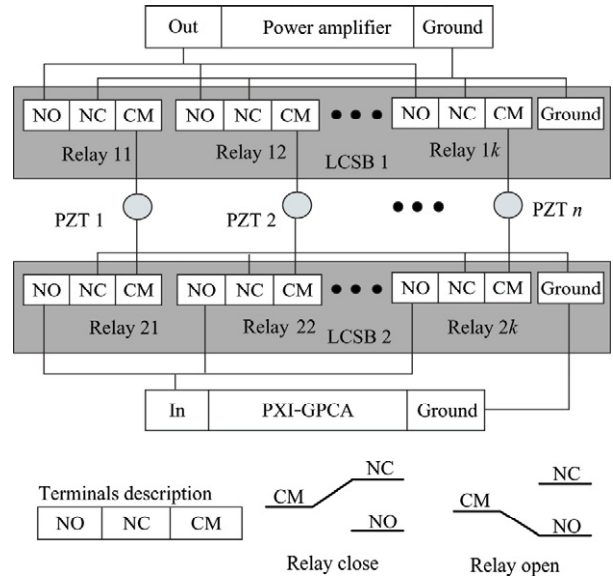 Out Power amplifier Ground
NO NC CM NO NC CM NO NC CM Ground
Relay 11 Relay 12 Relay 1k
LCSB 1
PZT 1 PZT 2 PZT n
NO NC CM NO NC CM NO NC CM Ground
Relay 21 Relay 22 Relay 2k
LCSB 2
In PXI-GPCA Ground
Terminals description
NO NC CM
CM NC NO
Relay close
CM NC NO
Relay open